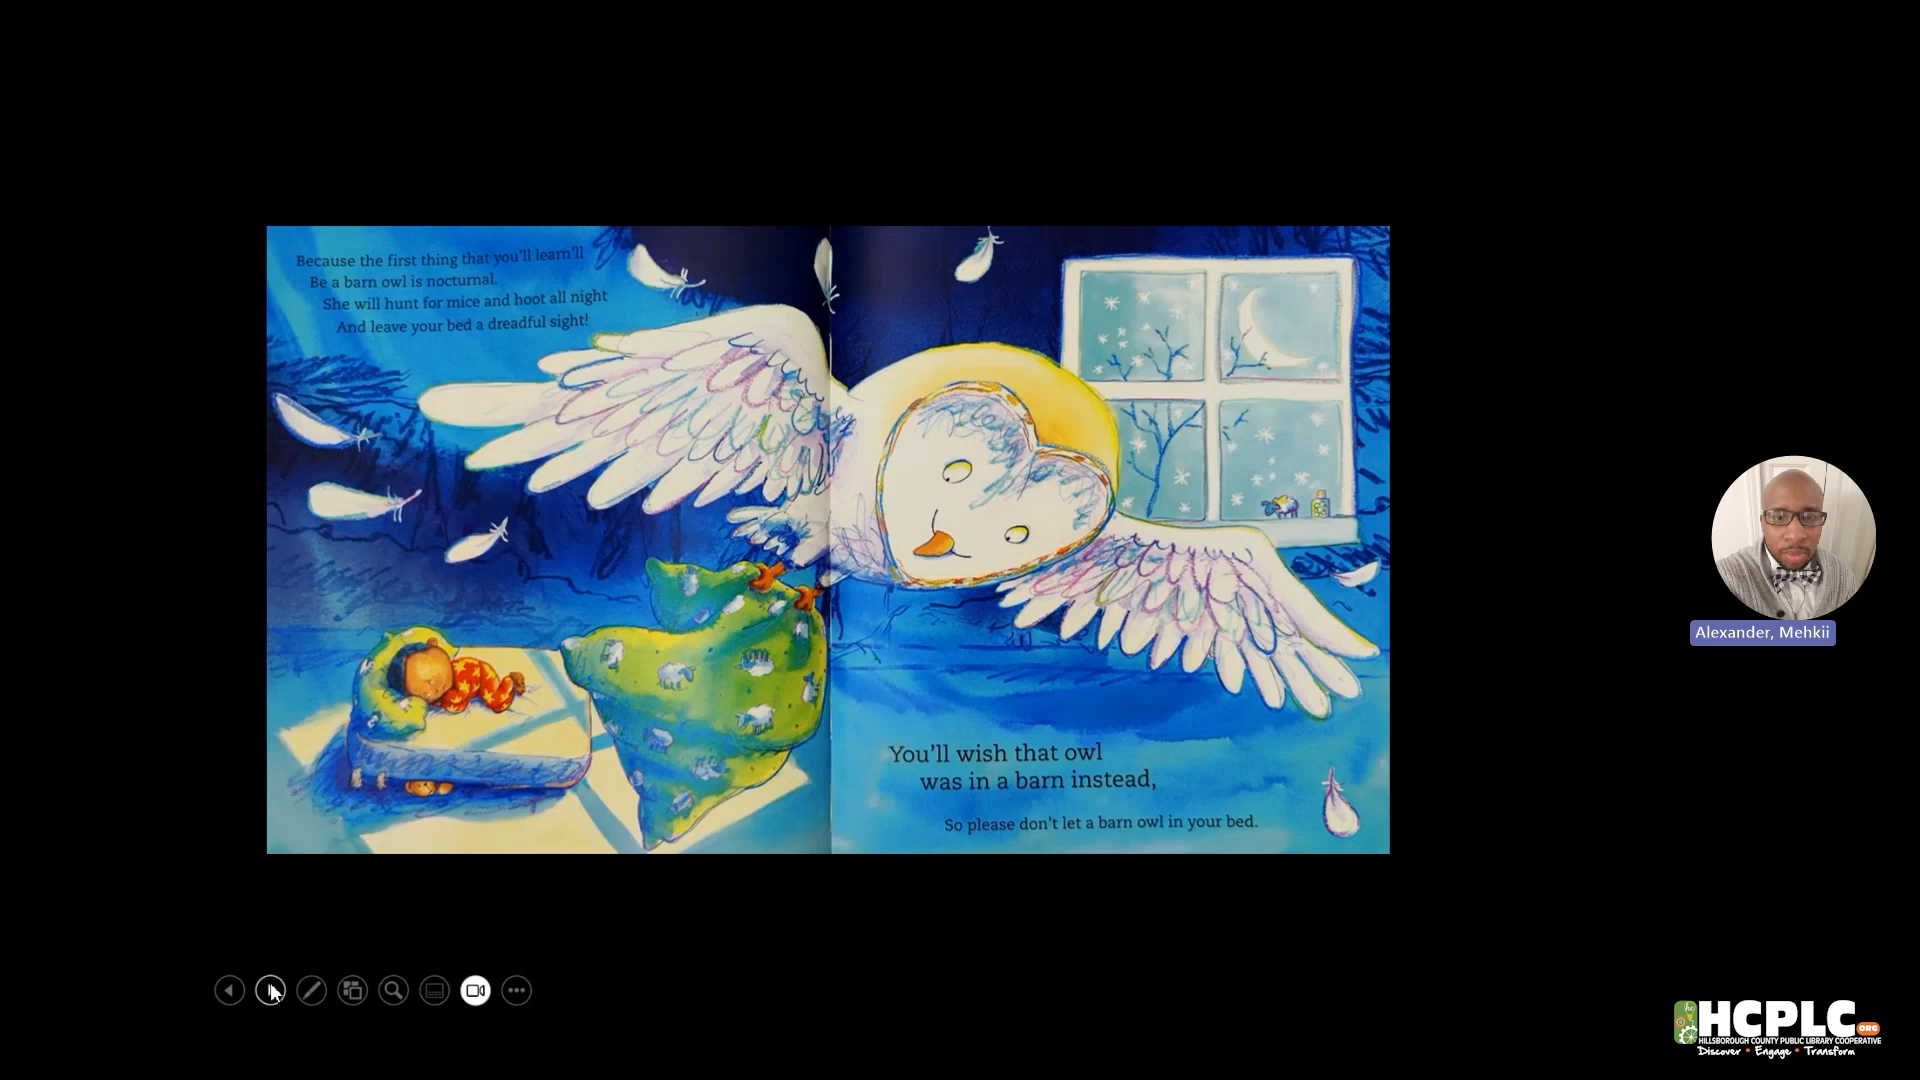 Because the first thing that you'll learn'll
Be a barn owl is nocturnal.
She will hunt for mice and hoot all night
And leave your bed a dreadful sight!
You'll wish that owl
was in a barn instead,
So please don't let a barn owl in your bed.
Alexander, Mehkii
hc
HCPLC.ORG
HILLSBOROUGH COUNTY PUBLIC LIBRARY COOPERATIVE
Discover • Engage • Transform